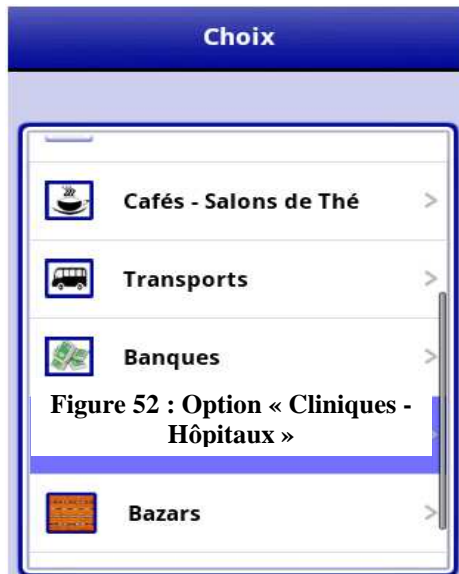 Choix
Cafés - Salons de Thé
Transports
Banques
Figure 52 : Option « Cliniques -
Hôpitaux »
Bazars